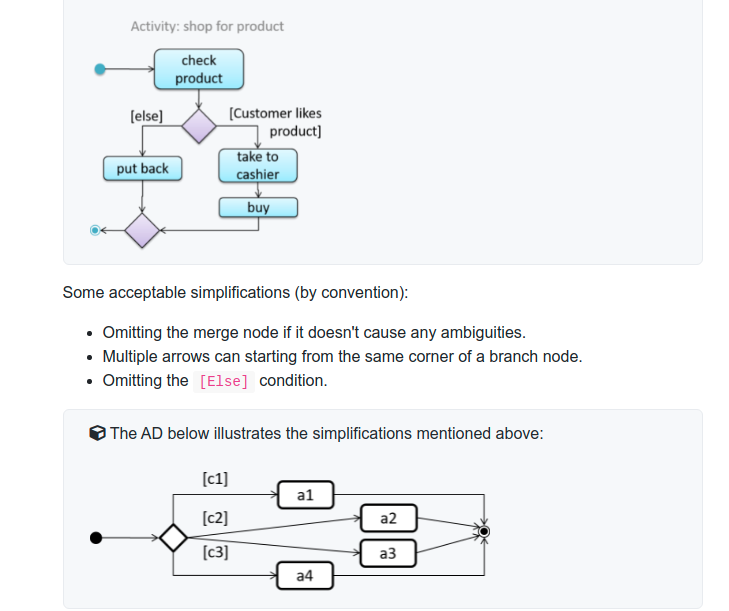 Activity: shop for product
check
product
[else]
[Customer likes
product]
put back
take to
cashier
buy
Some acceptable simplifications (by convention):
Omitting the merge node if it doesn't cause any ambiguities.
Multiple arrows can starting from the same corner of a branch node.
Omitting the [Else] condition.
The AD below illustrates the simplifications mentioned above:
[c1]
a1
[c2]
a2
[c3]
a3
a4